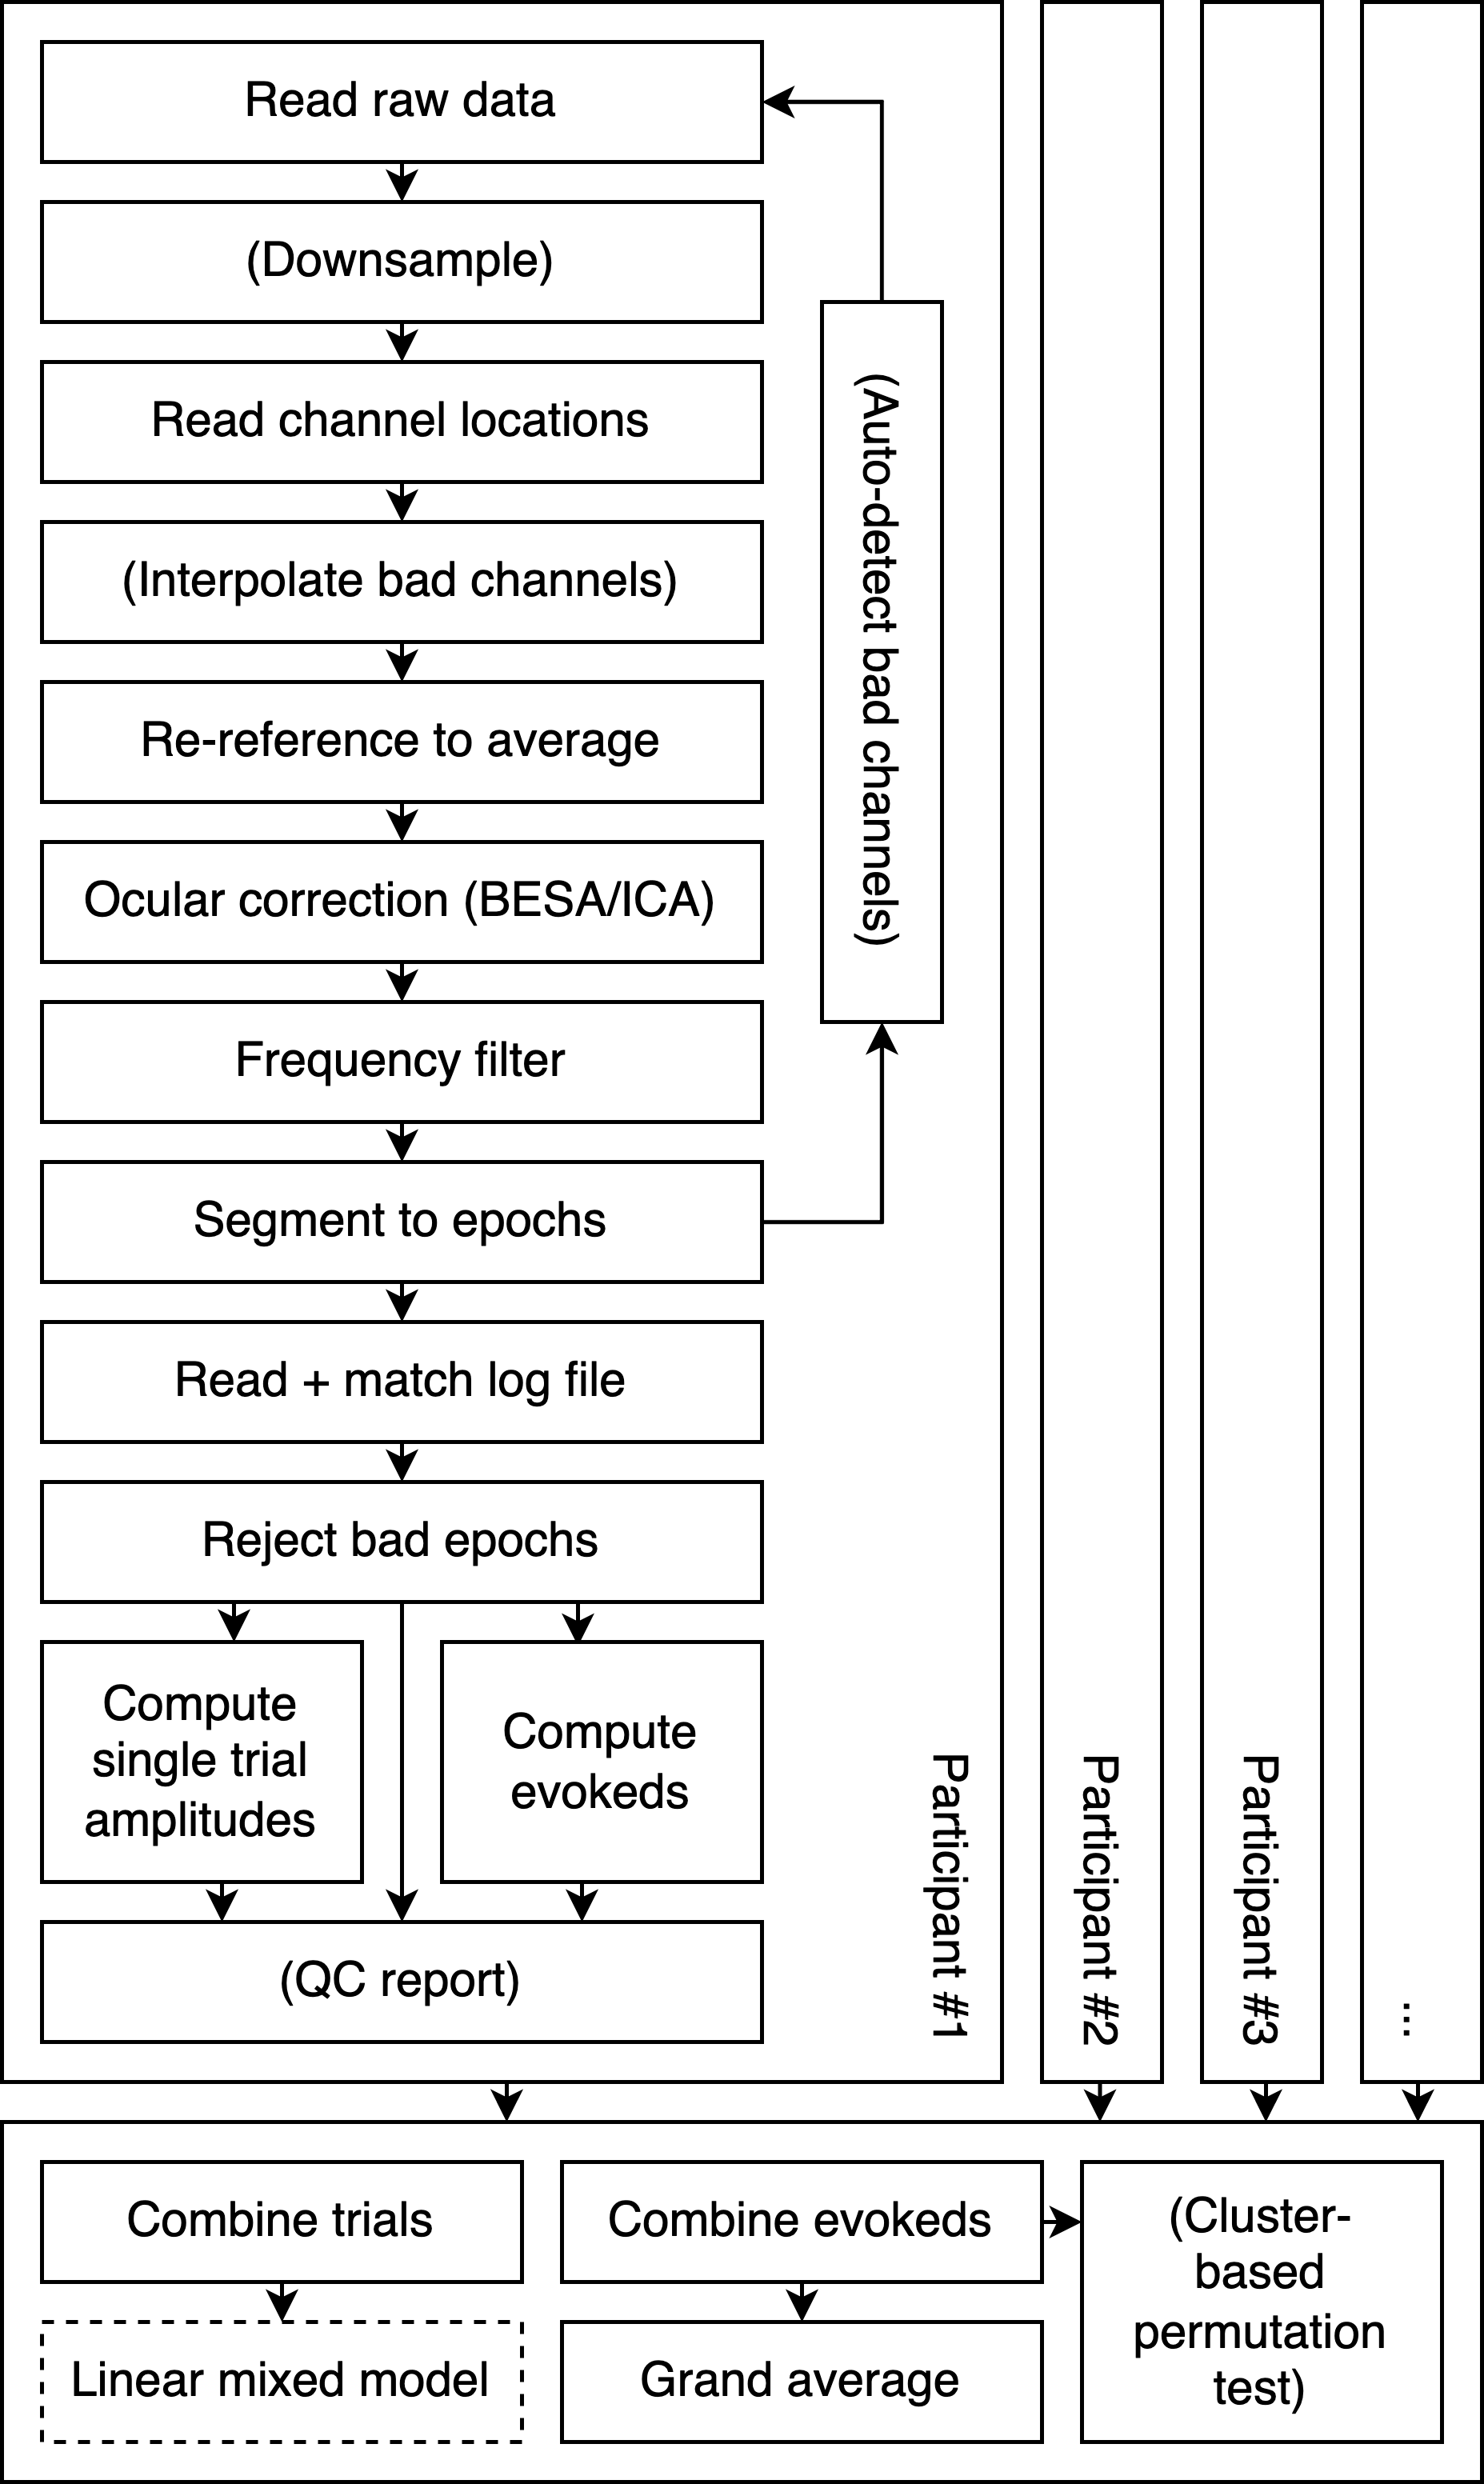 Read raw data
(Downsample)
Read channel locations
(Interpolate bad channels)
Re-reference to average
Ocular correction (BESA/ICA)
Frequency filter
Segment to epochs
(Auto-detect bad channels)
Read + match log file
Reject bad epochs
Compute
single trial
amplitudes
Compute
evokeds
(QC report)
Participant #1
Participant #2
Participant #3
...
Combine trials
Linear mixed model
Combine evokeds
Grand average
(Cluster-
based
permutation
test)